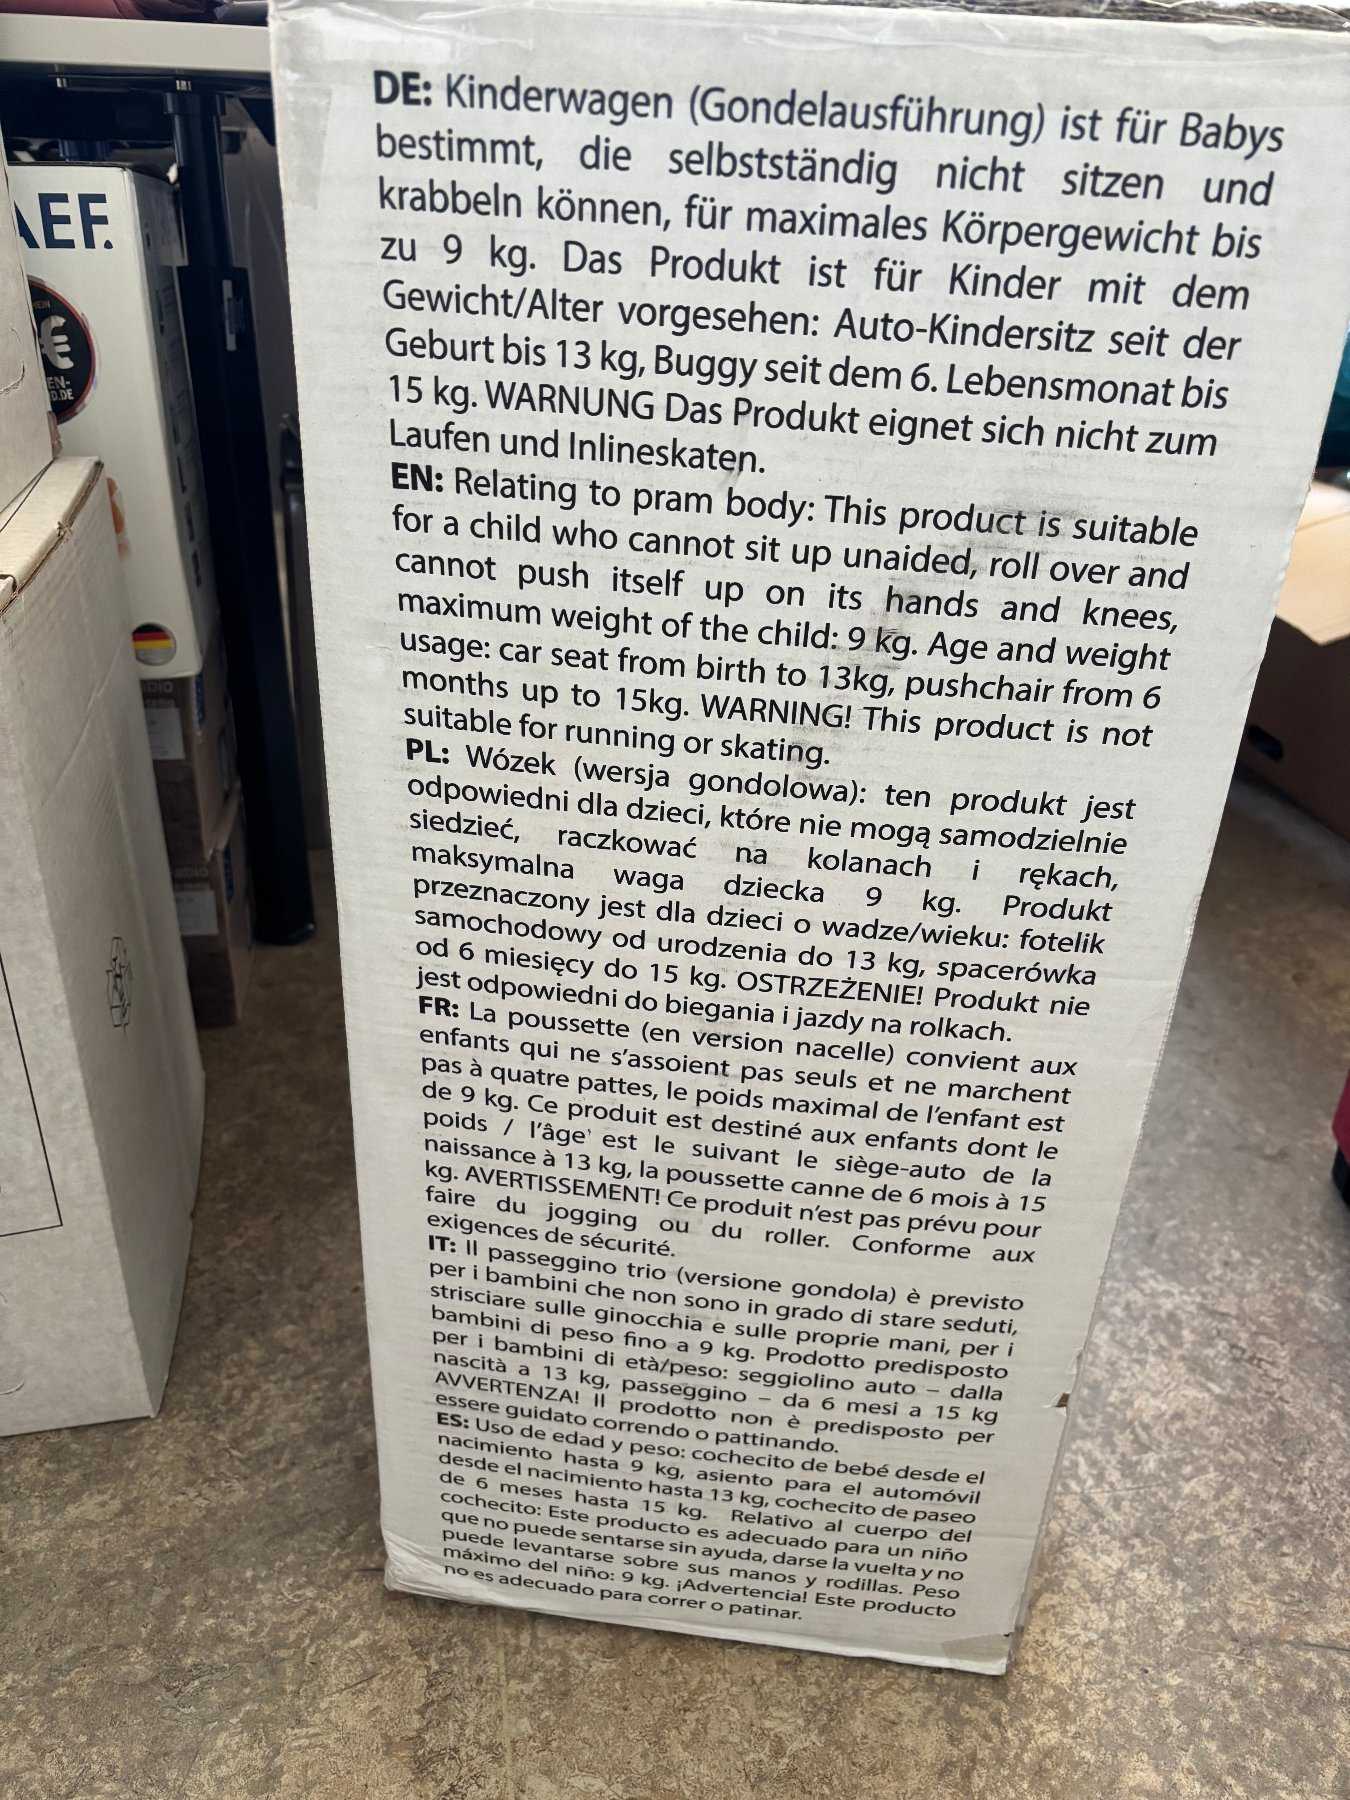 DE: Kinderwagen (Gondelausführung) ist für Babys
bestimmt, die selbstständig nicht sitzen und
krabbeln können, für maximales Körpergewicht bis
zu 9 kg. Das Produkt ist für Kinder mit dem
Gewicht/Alter vorgesehen: Auto-Kindersitz seit der
Geburt bis 13 kg, Buggy seit dem 6. Lebensmonat bis
15 kg. WARNUNG Das Produkt eignet sich nicht zum
Laufen und Inlineskaten.
EN: Relating to pram body: This product is suitable
for a child who cannot sit up unaided, roll over and
cannot push itself up on its hands and knees,
maximum weight of the child: 9 kg. Age and weight
usage: car seat from birth to 13kg, pushchair from 6
months up to 15kg. WARNING! This product is not
suitable for running or skating.
PL: Wózek (wersja gondolowa): ten produkt jest
odpowiedni dla dzieci, które nie mogą samodzielnie
siedzieć, raczkować na kolanach i rękach,
maksymalna waga dziecka 9 kg. Produkt
przeznaczony jest dla dzieci o wadze/wieku: fotelik
samochodowy od urodzenia do 13 kg, spacerówka
od 6 miesięcy do 15 kg. OSTRZEŻENIE! Produkt nie
jest odpowiedni do biegania i jazdy na rolkach.
FR: La poussette (en version nacelle) convient aux
enfants qui ne s'assoient pas seuls et ne marchent
pas à quatre pattes, le poids maximal de l'enfant est
de 9 kg. Ce produit est destiné aux enfants dont le
poids / l'âge' est le suivant le siège-auto de la
naissance à 13 kg, la poussette canne de 6 mois à 15
kg. AVERTISSEMENT! Ce produit n'est pas prévu pour
faire du jogging ou du roller. Conforme aux
exigences de sécurité.
IT: Il passeggino trio (versione gondola) è previsto
per i bambini che non sono in grado di stare seduti,
strisciare sulle ginocchia e sulle proprie mani, per i
bambini di peso fino a 9 kg. Prodotto predisposto
per i bambini di età/peso: seggiolino auto – dalla
nascità a 13 kg, passeggino – da 6 mesi a 15 kg
AVVERTENZA! Il prodotto non è predisposto per
essere guidato correndo o pattinando.
ES: Uso de edad y peso: cochecito de bebé desde el
nacimiento hasta 9 kg, asiento para el automóvil
desde el nacimiento hasta 13 kg, cochecito de paseo
de 6 meses hasta 15 kg. Relativo al cuerpo del
cochecito: Este producto es adecuado para un niño
que no puede sentarse sin ayuda, darse la vuelta y no
puede levantarse sobre sus manos y rodillas. Peso
máximo del niño: 9 kg. ¡Advertencia! Este producto
no es adecuado para correr o patinar.
AEF.
€